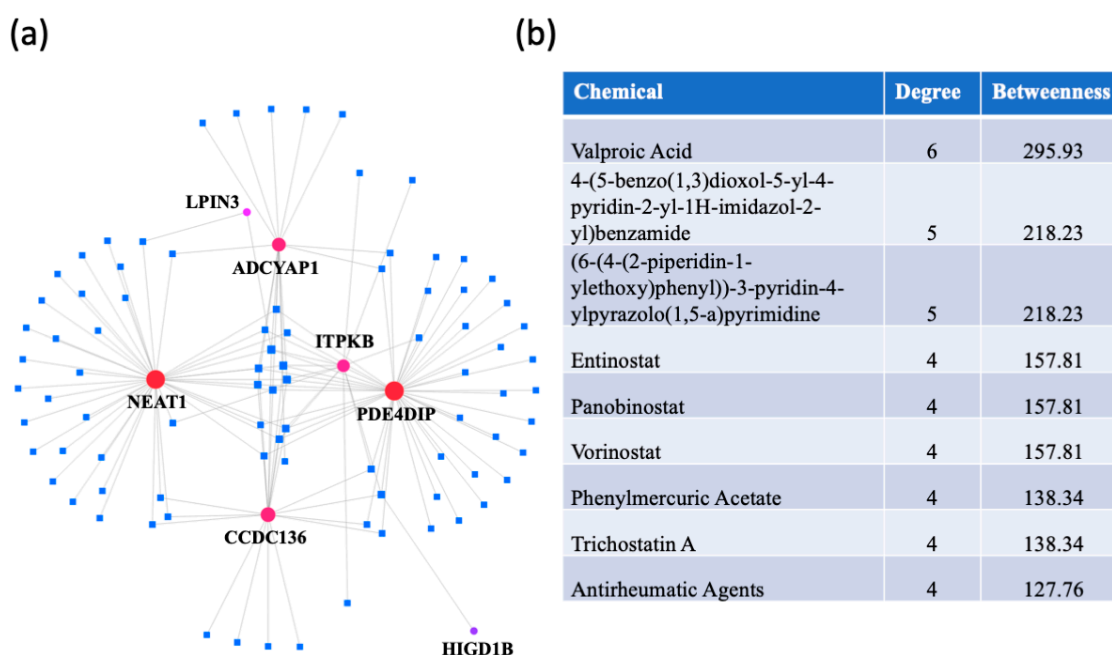 (a)
LPIN3
ADCYAP1
ITPKB
NEAT1
PDE4DIP
CCDC136
HIGD1B
(b)
Chemical Degree Betweenness
Valproic Acid 6 295.93
4-(5-benzo(1,3)dioxol-5-yl-4-
pyridin-2-yl-1H-imidazol-2-
yl)benzamide 5 218.23
(6-(4-(2-piperidin-1-
ylethoxy)phenyl))-3-pyridin-4-
ylpyrazolo(1,5-a)pyrimidine 5 218.23
Entinostat 4 157.81
Panobinostat 4 157.81
Vorinostat 4 157.81
Phenylmercuric Acetate 4 138.34
Trichostatin A 4 138.34
Antirheumatic Agents 4 127.76